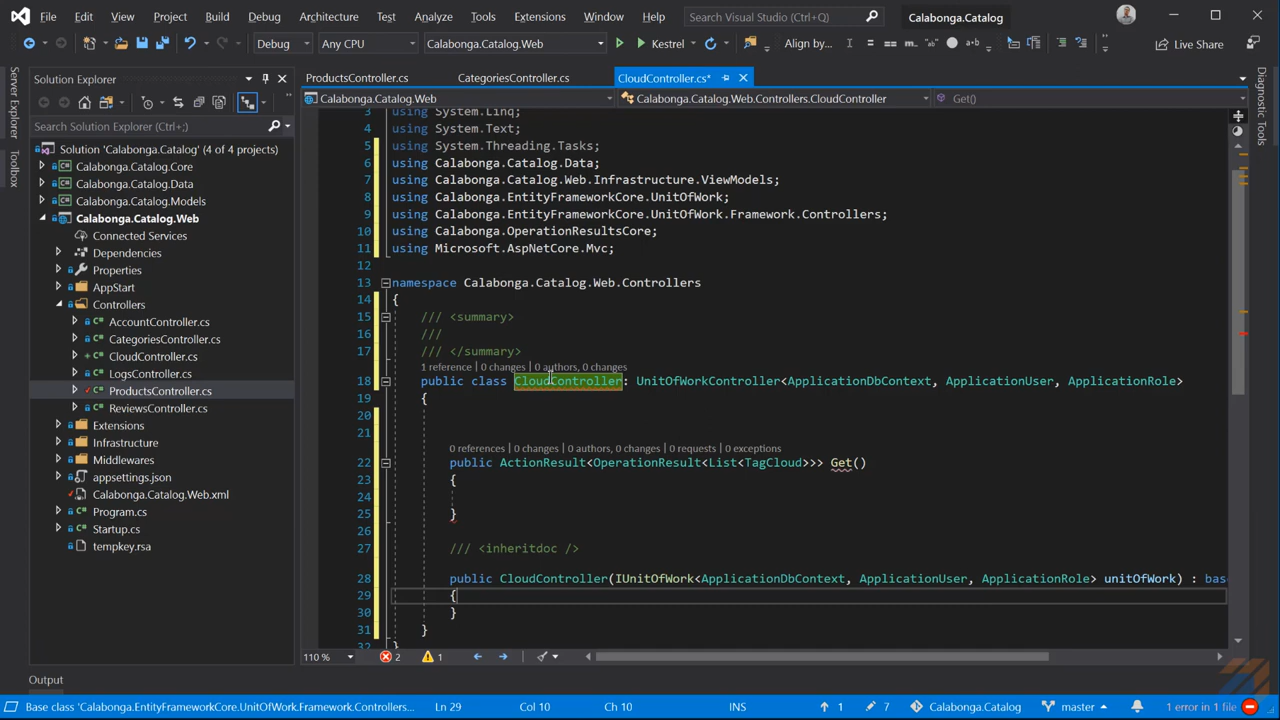 File Edit View Project Build Debug Architecture Test Analyze Tools Extensions Window Help Search Visual Studio (Ctrl+Q) Calabonga.Catalog
Debug Any CPU Calabonga.Catalog.Web Kestrel Align by... Live Share
Server Explorer
Toolbox
Solution Explorer
Search Solution Explorer (Ctrl+;)
Solution 'Calabonga.Catalog' (4 of 4 projects)
Calabonga.Catalog.Core
Calabonga.Catalog.Data
Calabonga.Catalog.Models
Calabonga.Catalog.Web
Connected Services
Dependencies
Properties
AppStart
Controllers
AccountController.cs
CategoriesController.cs
CloudController.cs
LogsController.cs
ProductsController.cs
ReviewsController.cs
Extensions
Infrastructure
Middlewares
appsettings.json
Calabonga.Catalog.Web.xml
Program.cs
Startup.cs
tempkey.rsa
ProductsController.cs CategoriesController.cs CloudController.cs*
Calabonga.Catalog.Web Calabonga.Catalog.Web.Controllers.CloudController Get()
3 using System.Linq;
4 using System.Text;
5 using System.Threading.Tasks;
6 using Calabonga.Catalog.Data;
7 using Calabonga.Catalog.Web.Infrastructure.ViewModels;
8 using Calabonga.EntityFrameworkCore.UnitOfWork;
9 using Calabonga.EntityFrameworkCore.UnitOfWork.Framework.Controllers;
10 using Calabonga.OperationResultsCore;
11 using Microsoft.AspNetCore.Mvc;
12
13 namespace Calabonga.Catalog.Web.Controllers
14 {
15 /// <summary>
16 ///
17 /// </summary>
1 reference | 0 changes | 0 authors, 0 changes
18 public class CloudController: UnitOfWorkController<ApplicationDbContext, ApplicationUser, ApplicationRole>
19 {
20
21
0 references | 0 changes | 0 authors, 0 changes | 0 requests | 0 exceptions
22 public ActionResult<OperationResult<List<TagCloud>>> Get()
23 {
24
25 }
26
27 /// <inheritdoc />
28 public CloudController(IUnitOfWork<ApplicationDbContext, ApplicationUser, ApplicationRole> unitOfWork) : bas
29 {
30 }
31 }
32 }
Diagnostic Tools
110 % 2 1
Output
Base class 'Calabonga.EntityFrameworkCore.UnitOfWork.Framework.Controllers... Ln 29 Col 10 Ch 10 INS 1 7 Calabonga.Catalog master 1 error in 1 file